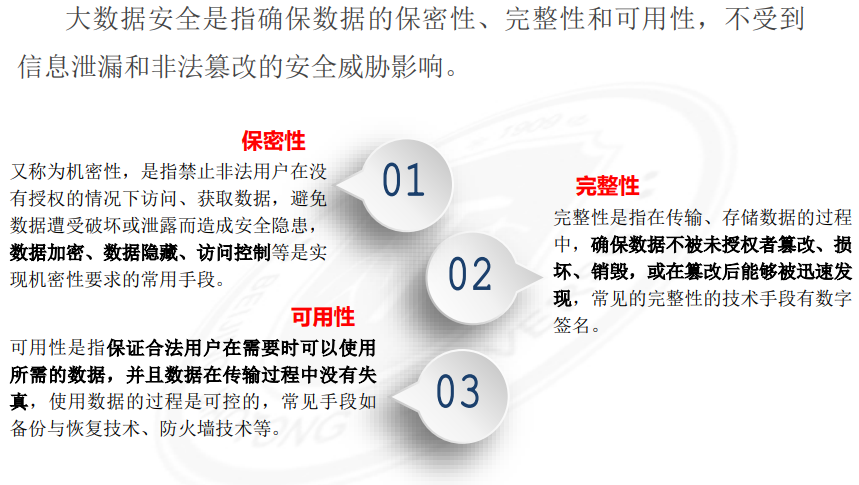 大数据安全是指确保数据的保密性、完整性和可用性，不受到
信息泄漏和非法篡改的安全威胁影响。
保密性
又称为机密性，是指禁止非法用户在没
有授权的情况下访问、获取数据，避免
数据遭受破坏或泄露而造成安全隐患，
数据加密、数据隐藏、访问控制等是实
现机密性要求的常用手段。
01
完整性
完整性是指在传输、存储数据的过程
中，确保数据不被未授权者篡改、损
坏、销毁，或在篡改后能够被迅速发
现，常见的完整性的技术手段有数字
签名。
02
可用性
可用性是指保证合法用户在需要时可以使用
所需的数据，并且数据在传输过程中没有失
真，使用数据的过程是可控的，常见手段如
备份与恢复技术、防火墙技术等。
03
1909